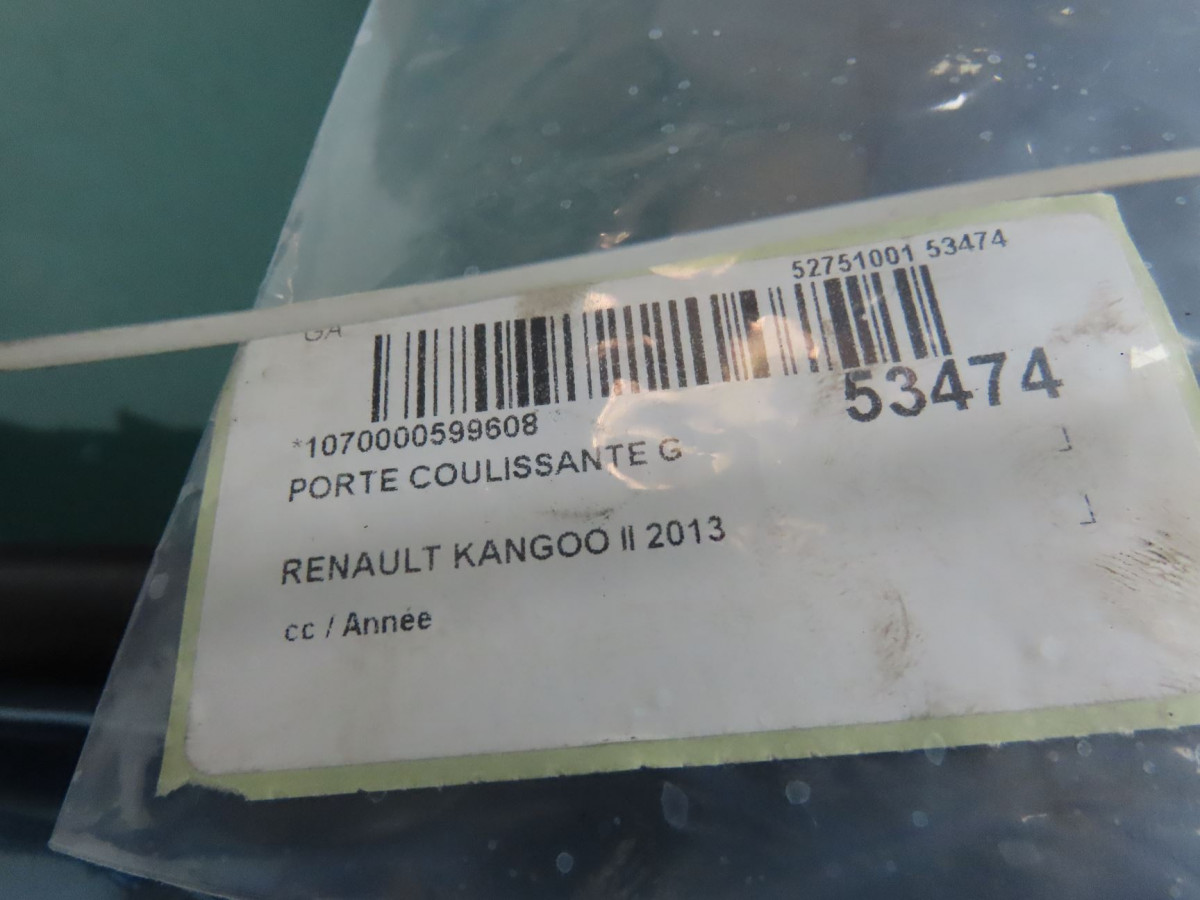 52751001 53474
GA
53474
*1070000599608
PORTE COULISSANTE G
RENAULT KANGOO II 2013
cc / Année